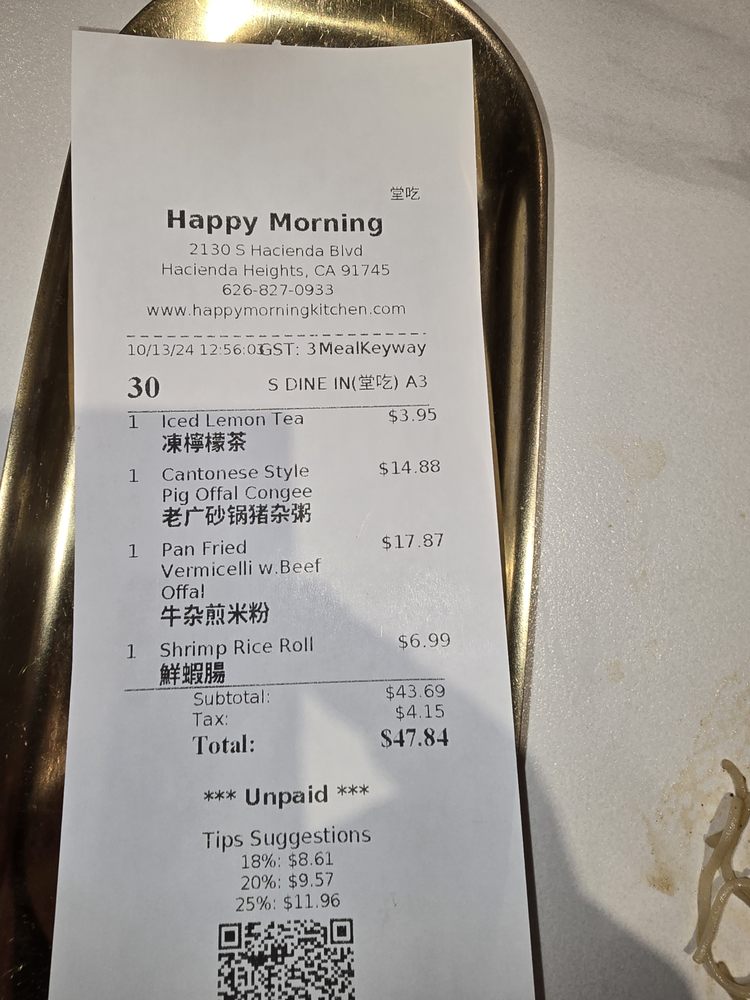 堂吃
Happy Morning
2130 S Hacienda Blvd
Hacienda Heights, CA 91745
626-827-0933
www.happymorningkitchen.com
10/13/24 12:56:03 GST: 3 MealKeyway
30 S DINE IN(堂吃) A3
1 Iced Lemon Tea $3.95
凍檸檬茶
1 Cantonese Style $14.88
Pig Offal Congee
老广砂锅猪杂粥
1 Pan Fried $17.87
Vermicelli w.Beef
Offal
牛杂煎米粉
1 Shrimp Rice Roll $6.99
鮮蝦腸
Subtotal: $43.69
Tax: $4.15
Total: $47.84
*** Unpaid ***
Tips Suggestions
18%: $8.61
20%: $9.57
25%: $11.96